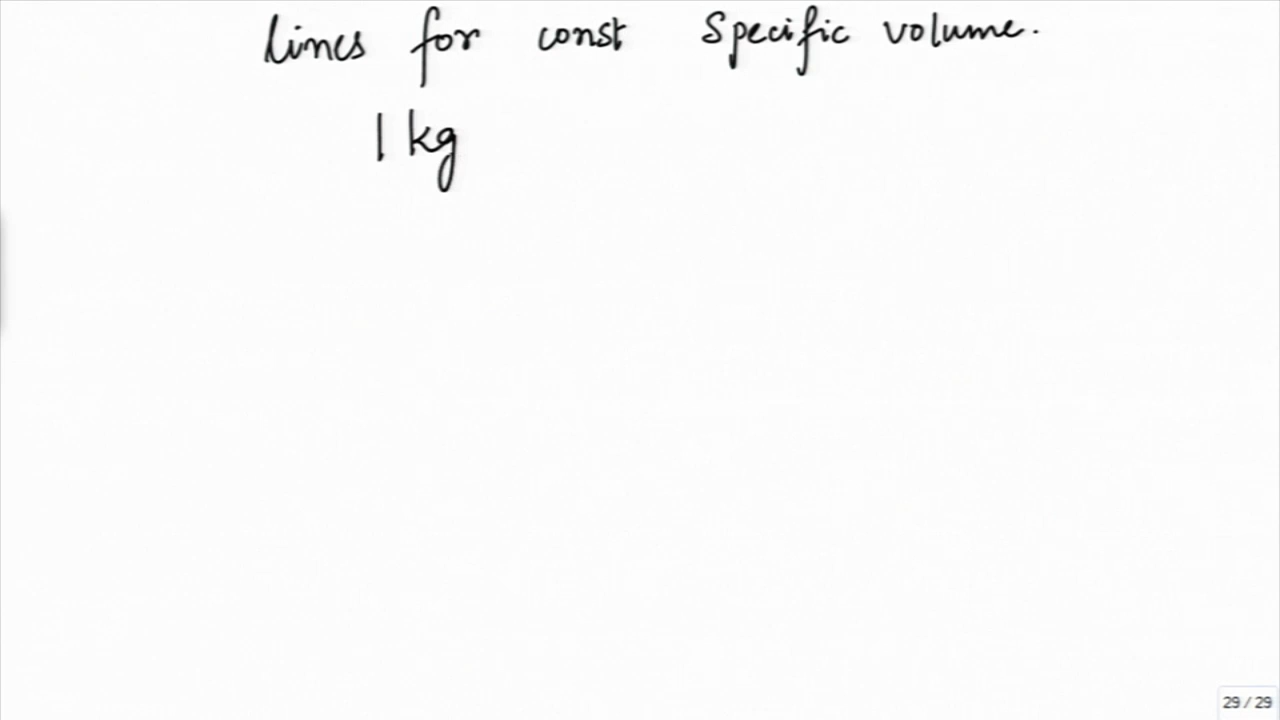 lines for const specific volume.
1 kg
29 / 29